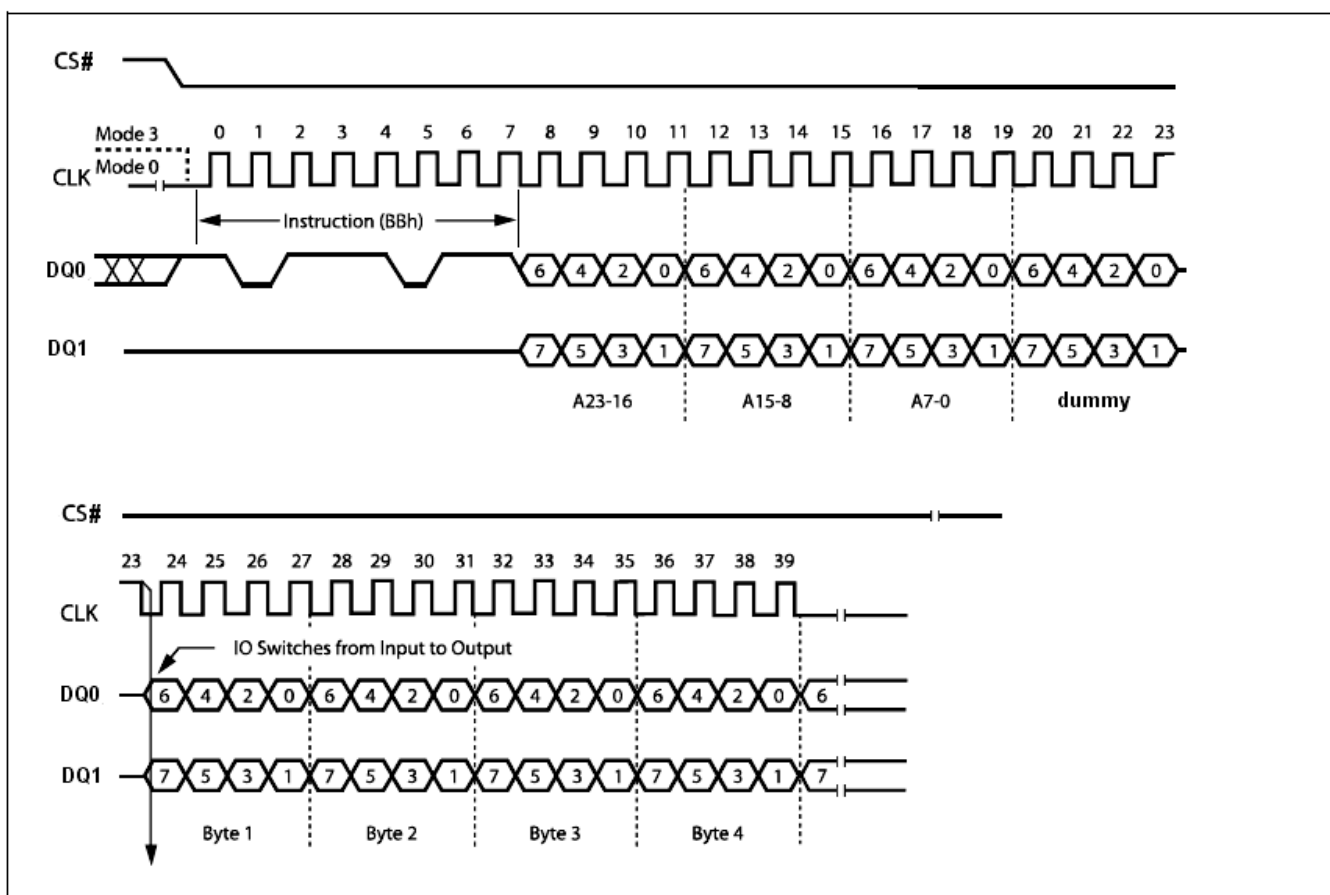 CS#
Mode 3
0 1 2 3 4 5 6 7 8 9 10 11 12 13 14 15 16 17 18 19 20 21 22 23
Mode 0
CLK
Instruction (BBh)
DQ0 6 4 2 0 6 4 2 0 6 4 2 0 6 4 2 0
DQ1 7 5 3 1 7 5 3 1 7 5 3 1 7 5 3 1
A23-16 A15-8 A7-0 dummy
CS#
23 24 25 26 27 28 29 30 31 32 33 34 35 36 37 38 39
CLK
IO Switches from Input to Output
DQ0 6 4 2 0 6 4 2 0 6 4 2 0 6 4 2 0 6
DQ1 7 5 3 1 7 5 3 1 7 5 3 1 7 5 3 1 7
Byte 1 Byte 2 Byte 3 Byte 4